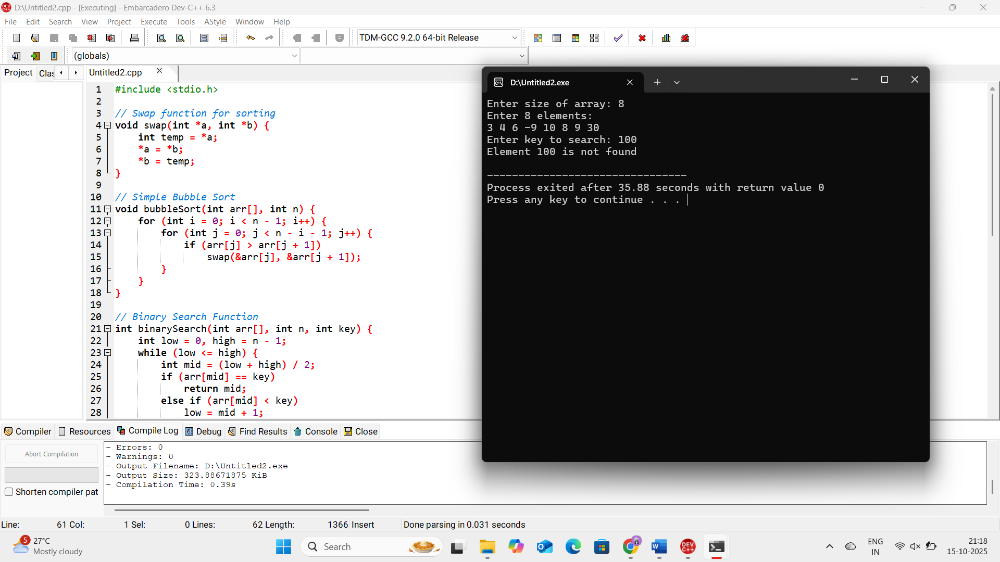 D:\Untitled2.cpp - [Executing] - Embarcadero Dev-C++ 6.3
File Edit Search View Project Execute Tools AStyle Window Help
TDM-GCC 9.2.0 64-bit Release
(globals)
Project Clas Untitled2.cpp
1 #include <stdio.h>
2
3 // Swap function for sorting
4 void swap(int *a, int *b) {
5 int temp = *a;
6 *a = *b;
7 *b = temp;
8 }
9
10 // Simple Bubble Sort
11 void bubbleSort(int arr[], int n) {
12 for (int i = 0; i < n - 1; i++) {
13 for (int j = 0; j < n - i - 1; j++) {
14 if (arr[j] > arr[j + 1])
15 swap(&arr[j], &arr[j + 1]);
16 }
17 }
18 }
19
20 // Binary Search Function
21 int binarySearch(int arr[], int n, int key) {
22 int low = 0, high = n - 1;
23 while (low <= high) {
24 int mid = (low + high) / 2;
25 if (arr[mid] == key)
26 return mid;
27 else if (arr[mid] < key)
28 low = mid + 1;
D:\Untitled2.exe
Enter size of array: 8
Enter 8 elements:
3 4 6 -9 10 8 9 30
Enter key to search: 100
Element 100 is not found
--------------------------------
Process exited after 35.88 seconds with return value 0
Press any key to continue . . .
Compiler Resources Compile Log Debug Find Results Console Close
Abort Compilation
Shorten compiler pat
- Errors: 0
- Warnings: 0
- Output Filename: D:\Untitled2.exe
- Output Size: 323.88671875 KiB
- Compilation Time: 0.39s
Line: 61 Col: 1 Sel: 0 Lines: 62 Length: 1366 Insert Done parsing in 0.031 seconds
5
27°C
Mostly cloudy
Search
DEV C++
ENG
IN
21:18
15-10-2025